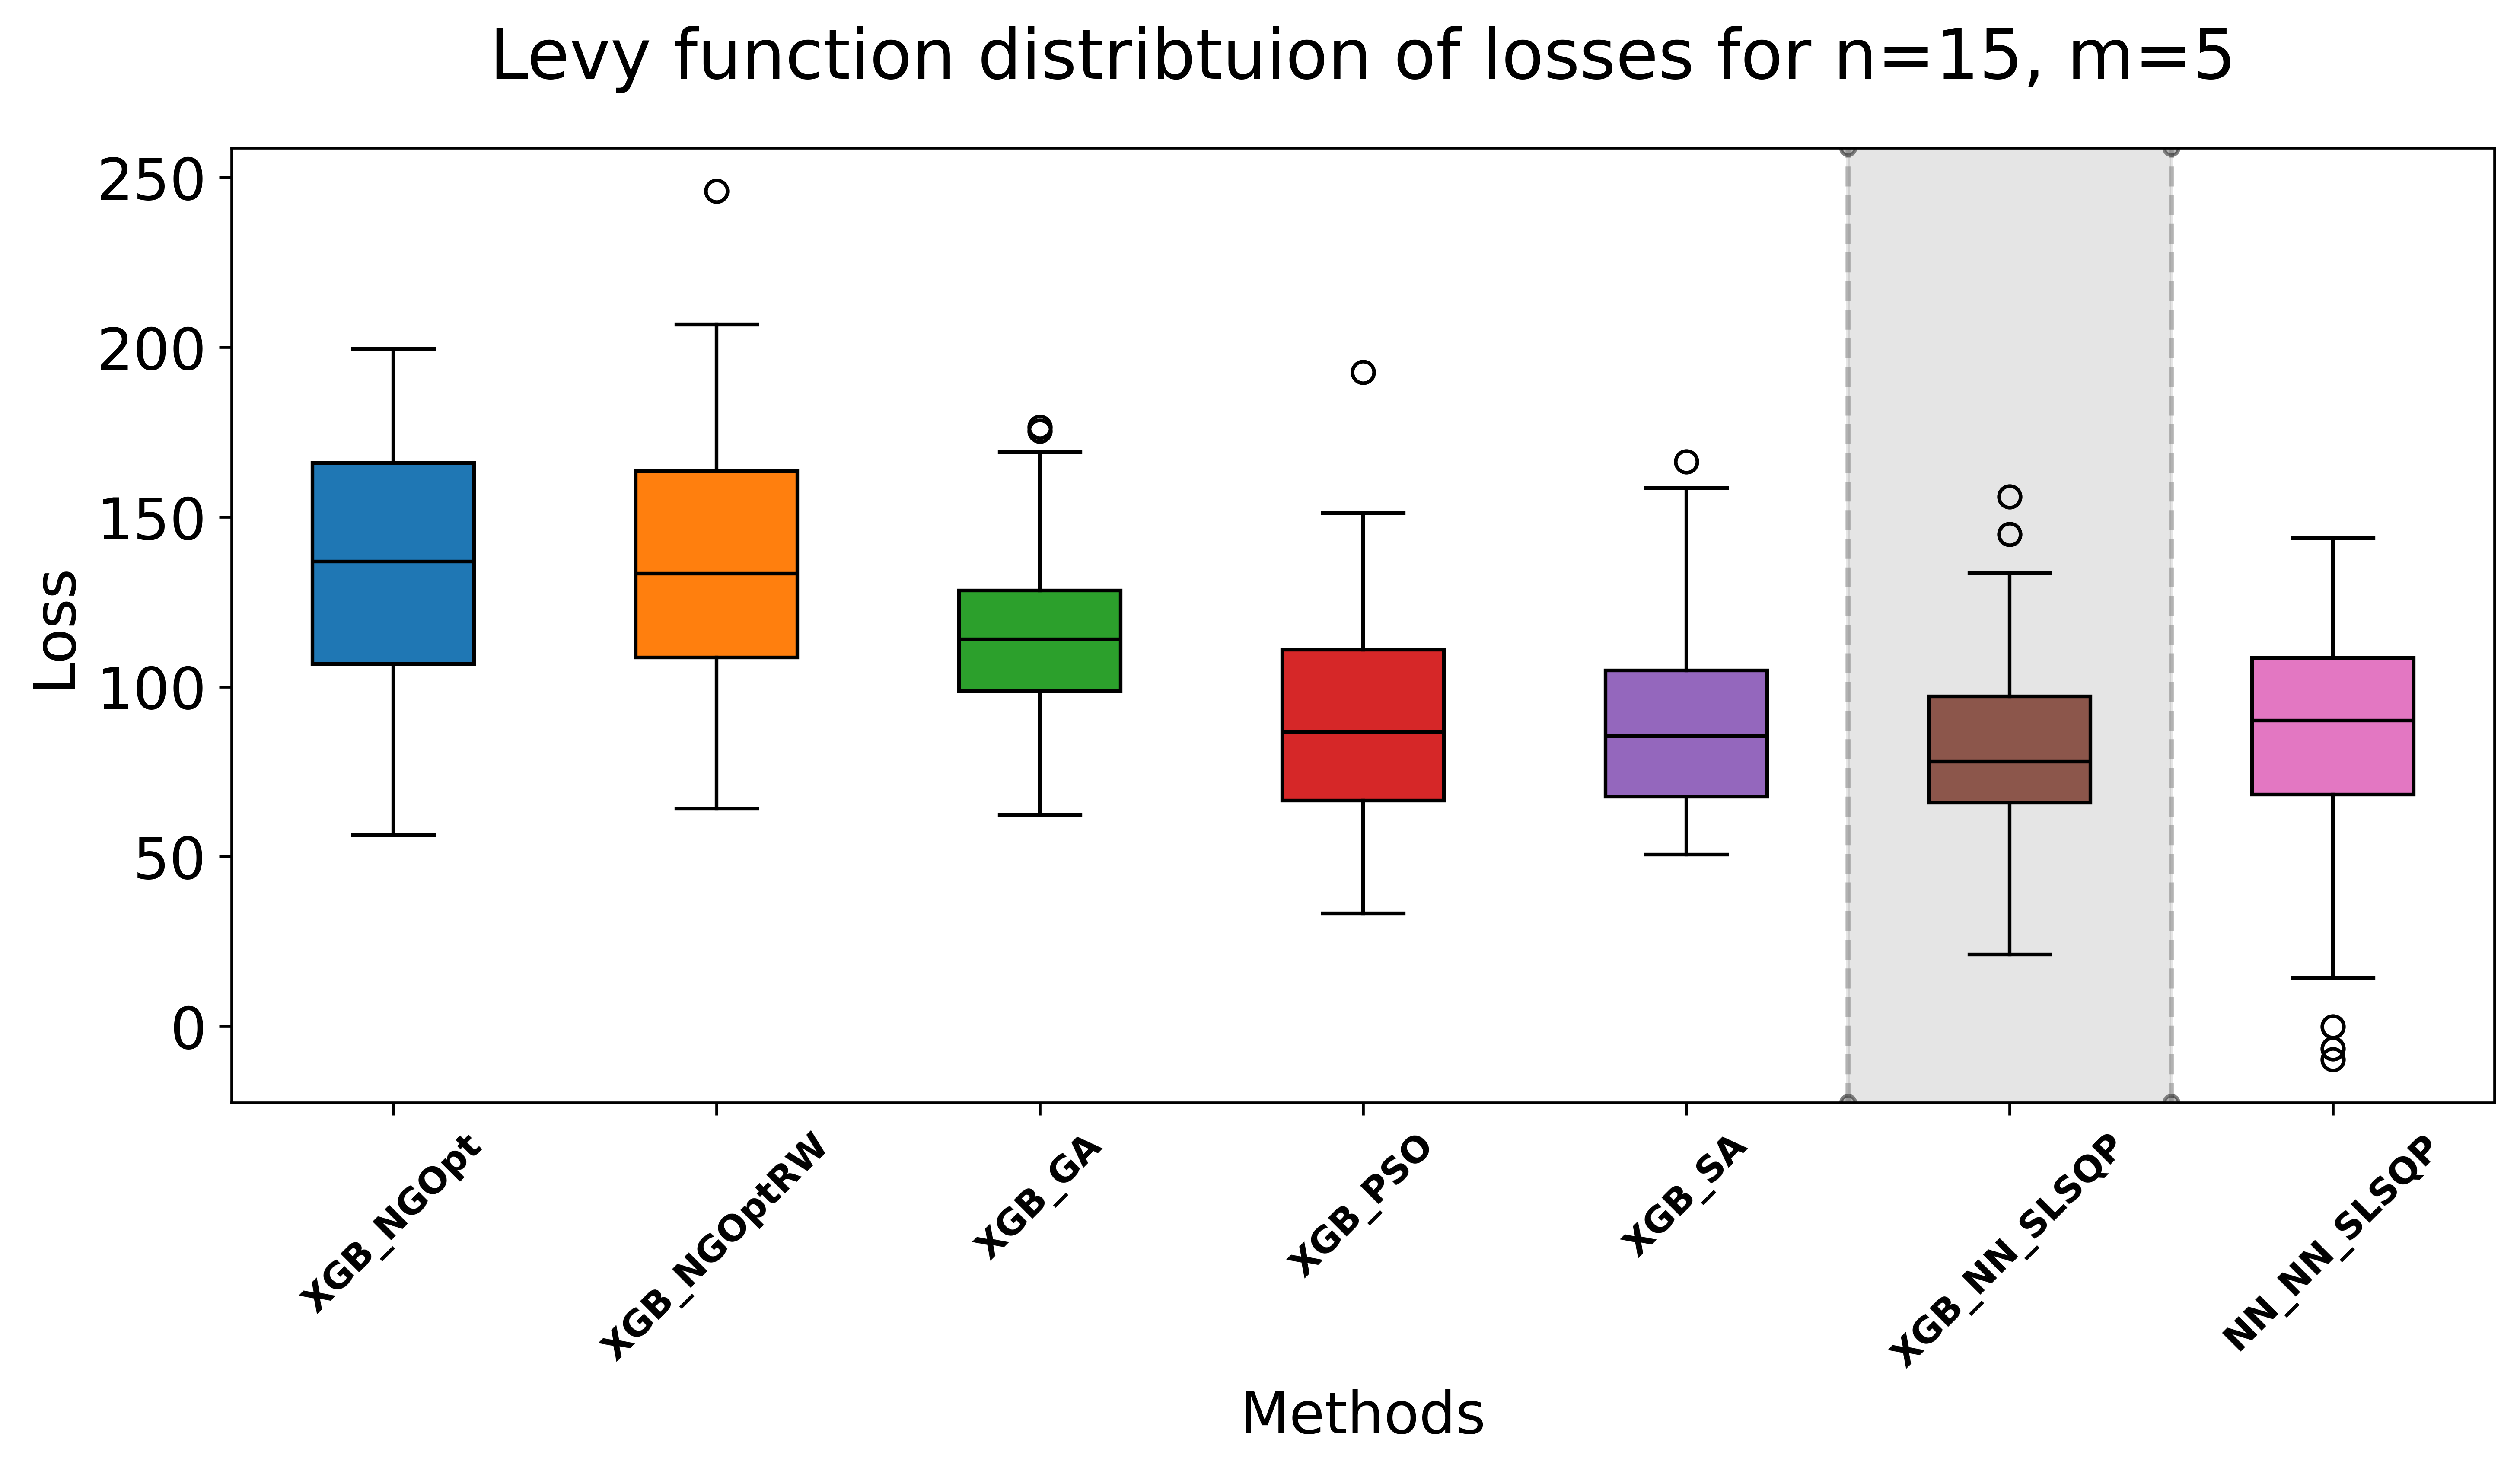 Levy function distribtuion of losses for n=15, m=5
250
200
150
100
50
0
Loss
XGB_NGOpt
XGB_NGOptRW
XGB_GA
XGB_PSO
XGB_SA
XGB_NN_SLSQP
NN_NN_SLSQP
Methods